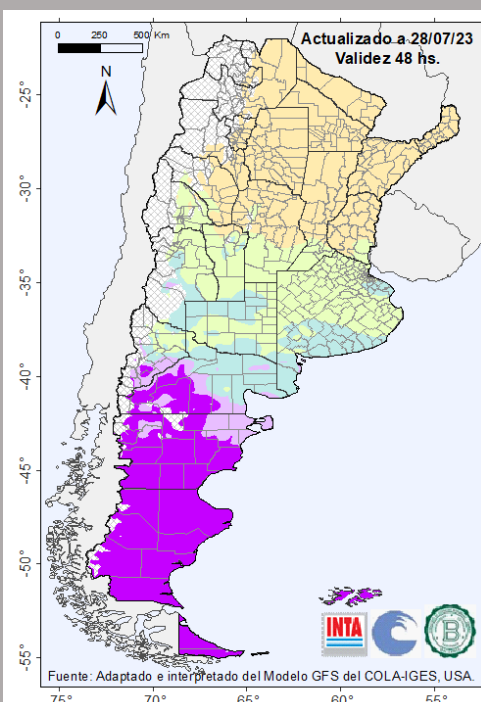 0 250 500 Km
Actualizado a 28/07/23
Validez 48 hs.
N
-25°
-30°
-35°
-40°
-45°
-50°
-55°
INTA
B
Fuente: Adaptado e interpretado del Modelo GFS del COLA-IGES, USA.
75° 70° 65° 60° 55°